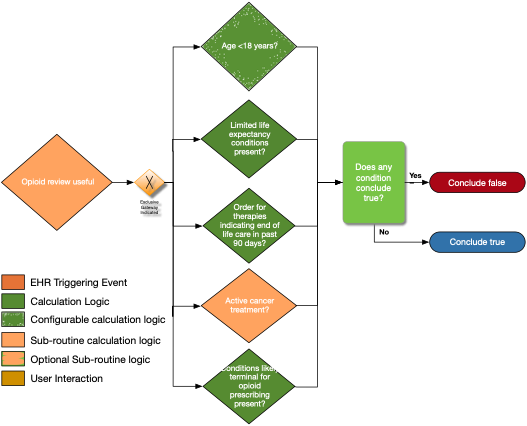 Age <18 years?
Limited life
expectancy
conditions
present?
Opioid review useful
X
Exclusive
Gateway
Indicated
Does any
condition
conclude
true?
Yes
Conclude false
No
Conclude true
Order for
therapies
indicating end of
life care in past
90 days?
Active cancer
treatment?
Conditions likely
terminal for
opioid
prescribing
present?
EHR Triggering Event
Calculation Logic
Configurable calculation logic
Sub-routine calculation logic
Optional Sub-routine logic
User Interaction